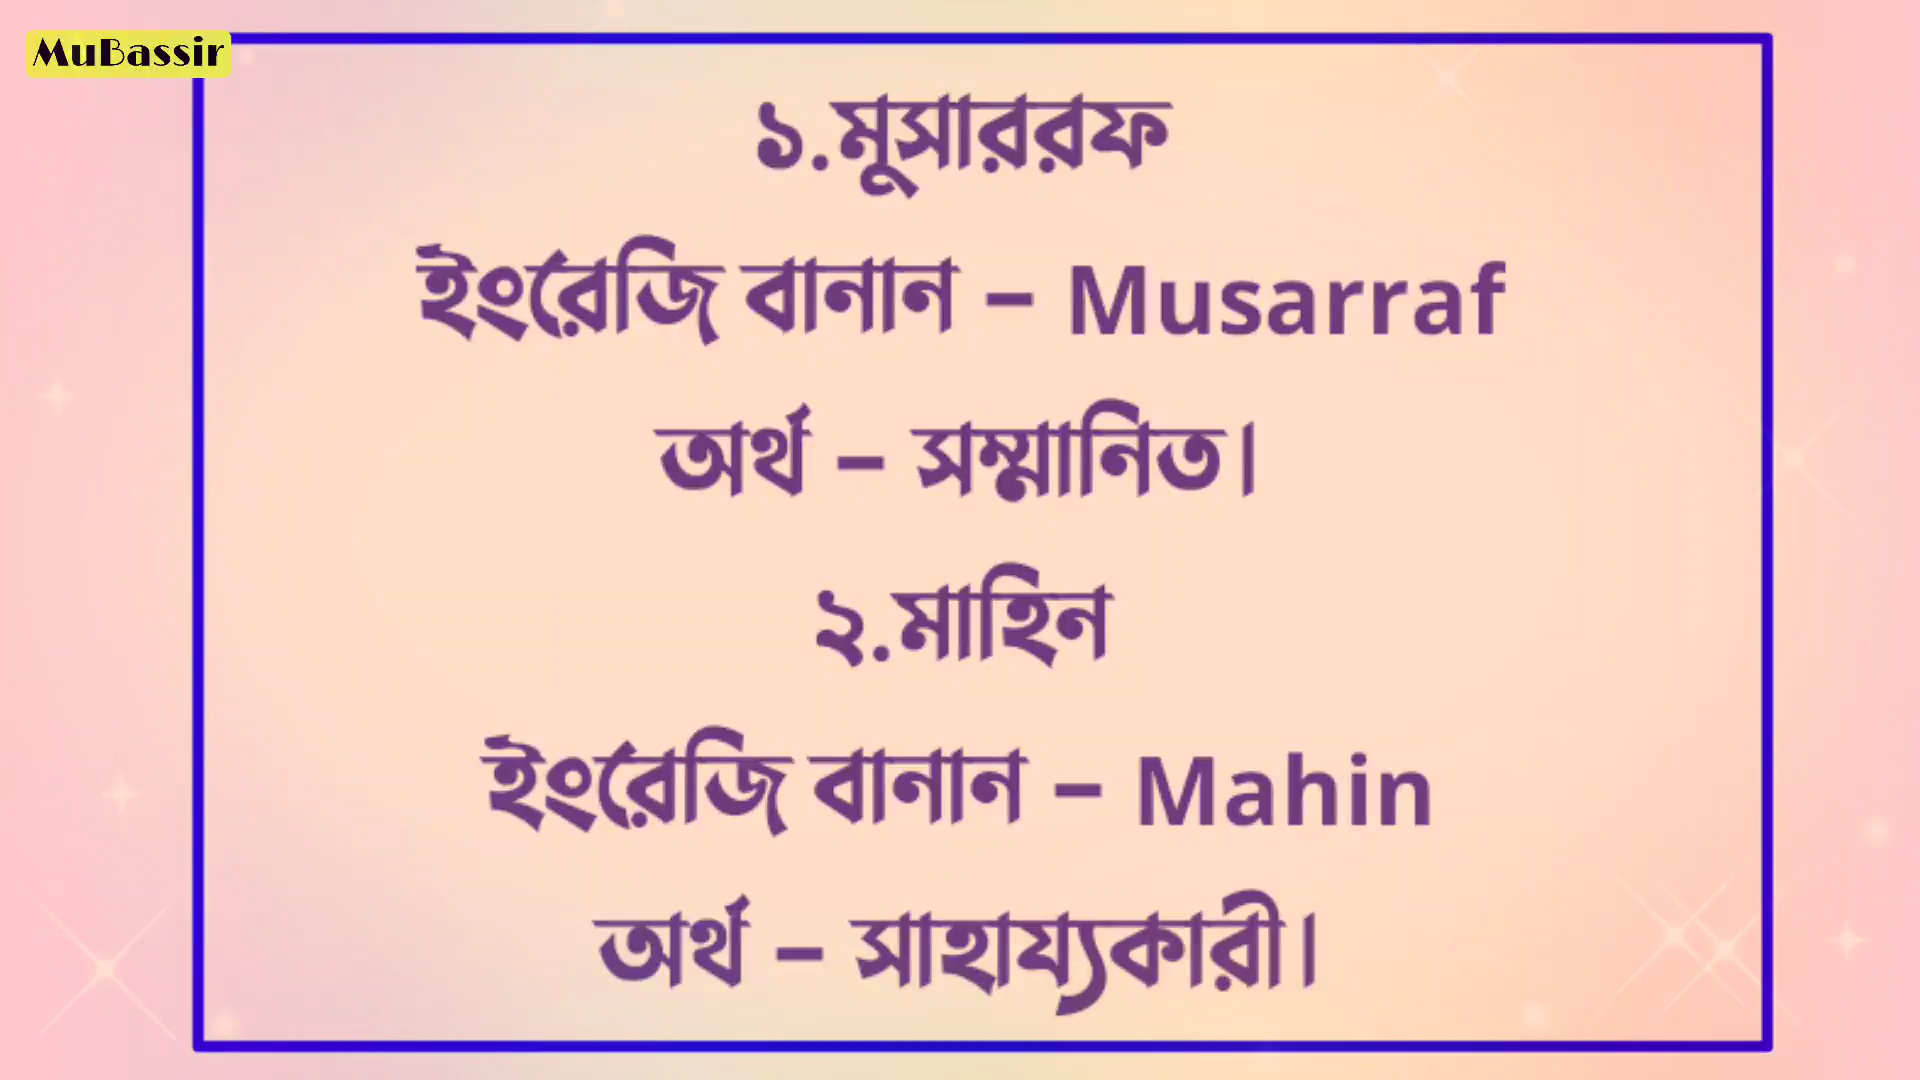 MuBassir
১.মুসাররফ
ইংরেজি বানান – Musarraf
অর্থ – সম্মানিত।
২.মাহিন
ইংরেজি বানান – Mahin
অর্থ – সাহায্যকারী।